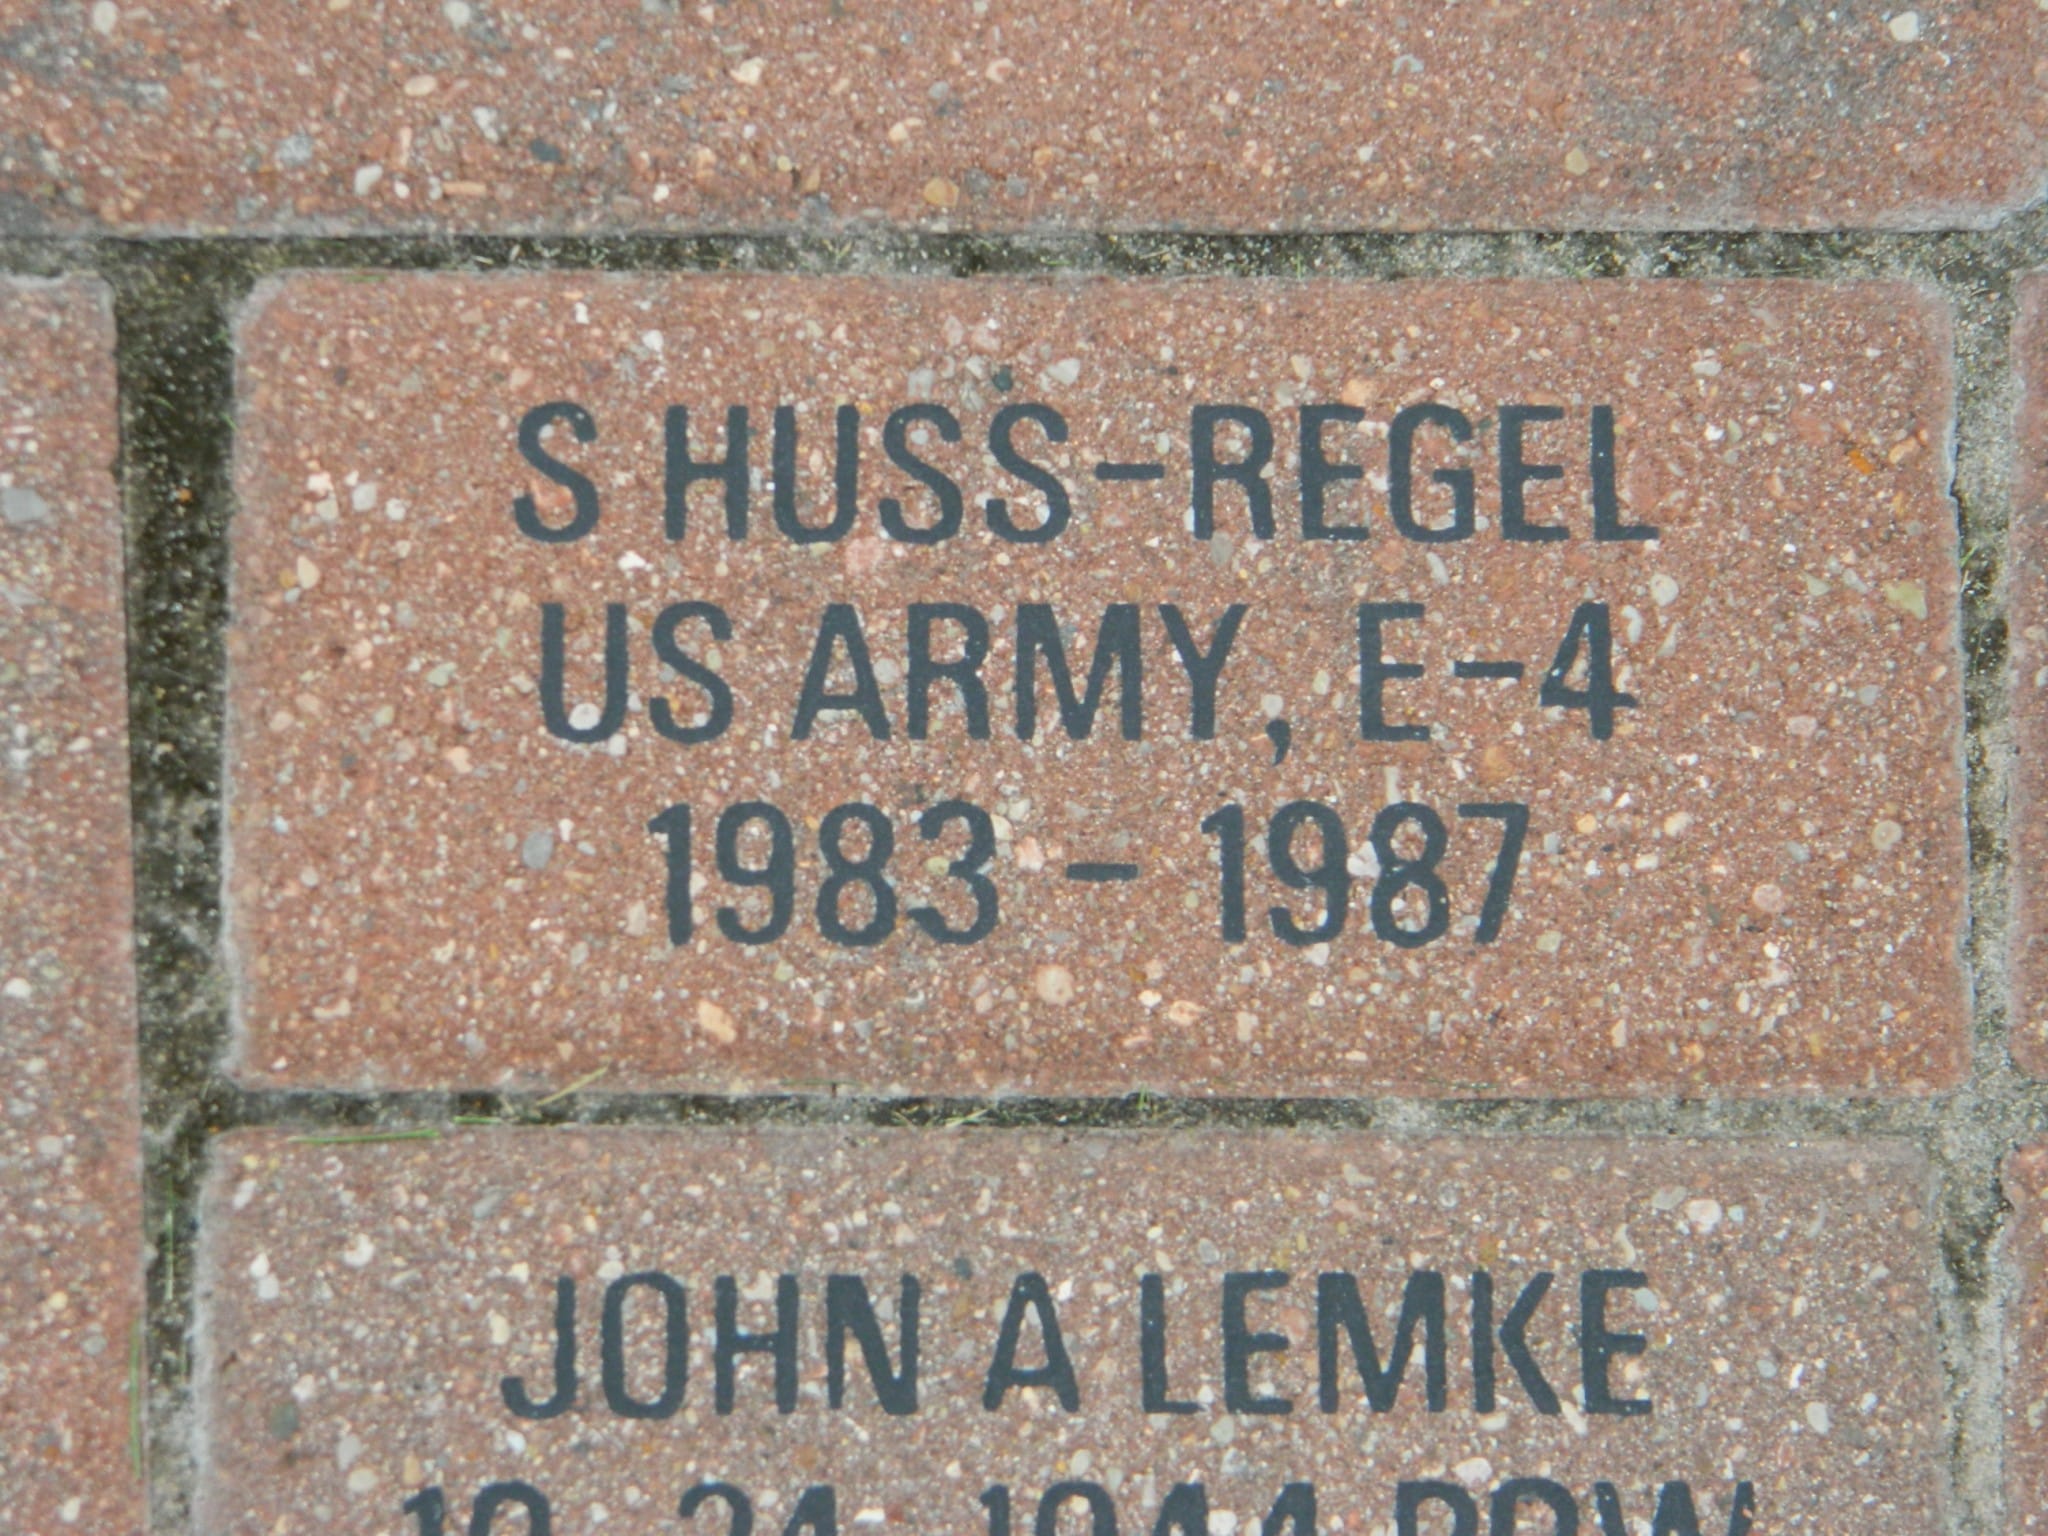 S HUSS-REGEL
US ARMY, E-4
1983 - 1987
JOHN A LEMKE